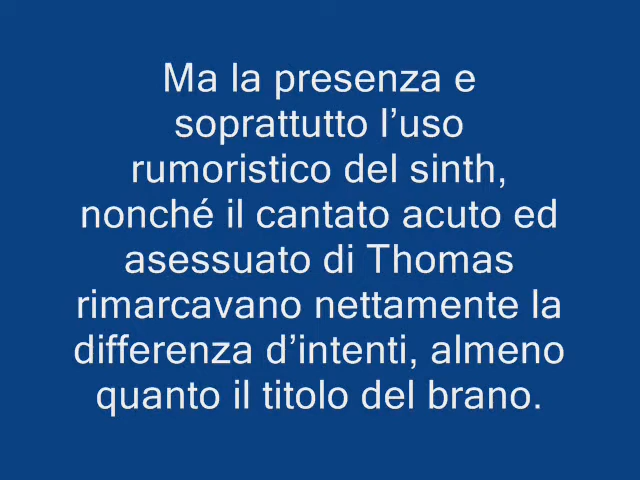 Ma la presenza e
soprattutto l’uso
rumoristico del sinth,
nonché il cantato acuto ed
asessuato di Thomas
rimarcavano nettamente la
differenza d’intenti, almeno
quanto il titolo del brano.